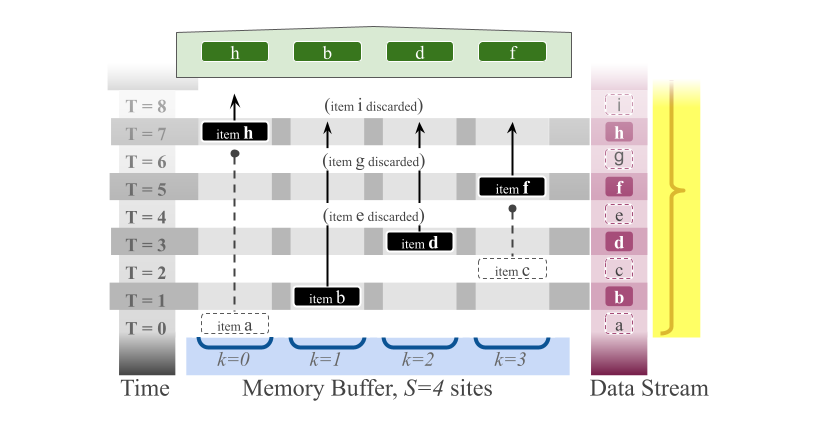 h b d f
T = 8 (item i discarded) i
T = 7 item h h
T = 6 (item g discarded) g
T = 5 item f f
T = 4 (item e discarded) e
T = 3 item d d
T = 2 item c c
T = 1 item b b
T = 0 item a a
k=0 k=1 k=2 k=3
Time Memory Buffer, S=4 sites Data Stream